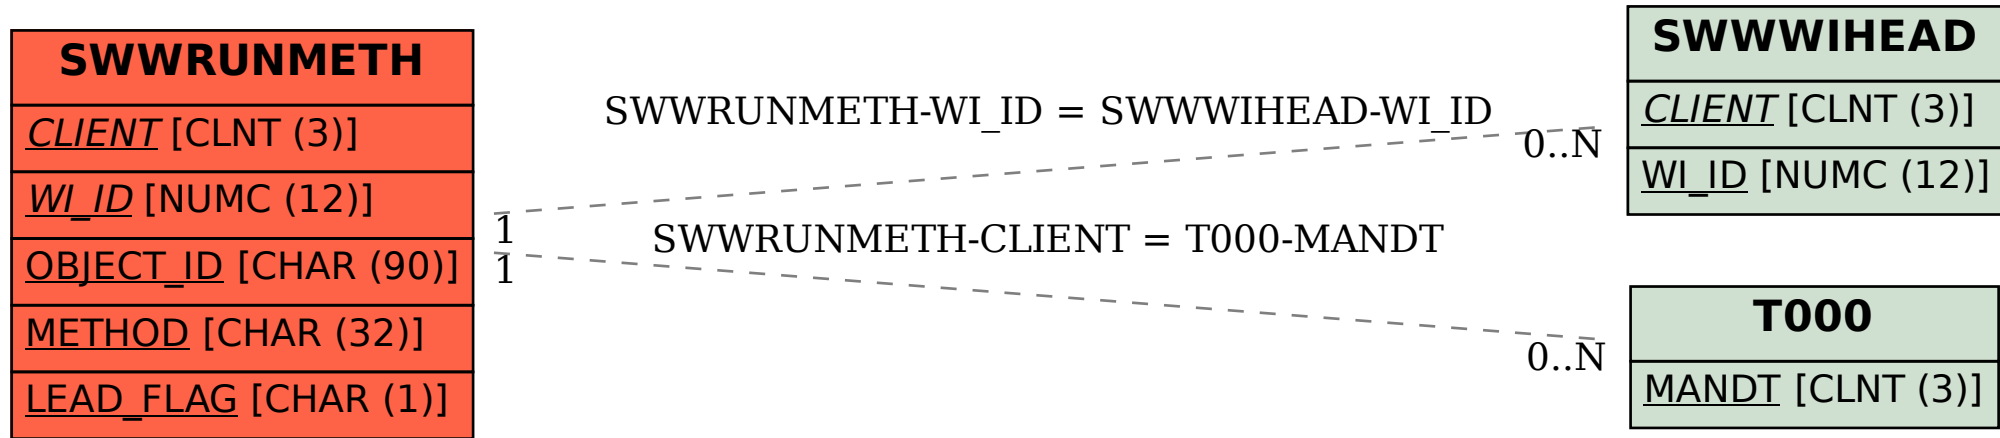 SWWRUNMETH
CLIENT [CLNT (3)]
WI_ID [NUMC (12)]
OBJECT_ID [CHAR (90)]
METHOD [CHAR (32)]
LEAD_FLAG [CHAR (1)]
SWWRUNMETH-WI_ID = SWWWIHEAD-WI_ID
0..N
1
SWWRUNMETH-CLIENT = T000-MANDT
1
0..N
SWWWIHEAD
CLIENT [CLNT (3)]
WI_ID [NUMC (12)]
T000
MANDT [CLNT (3)]